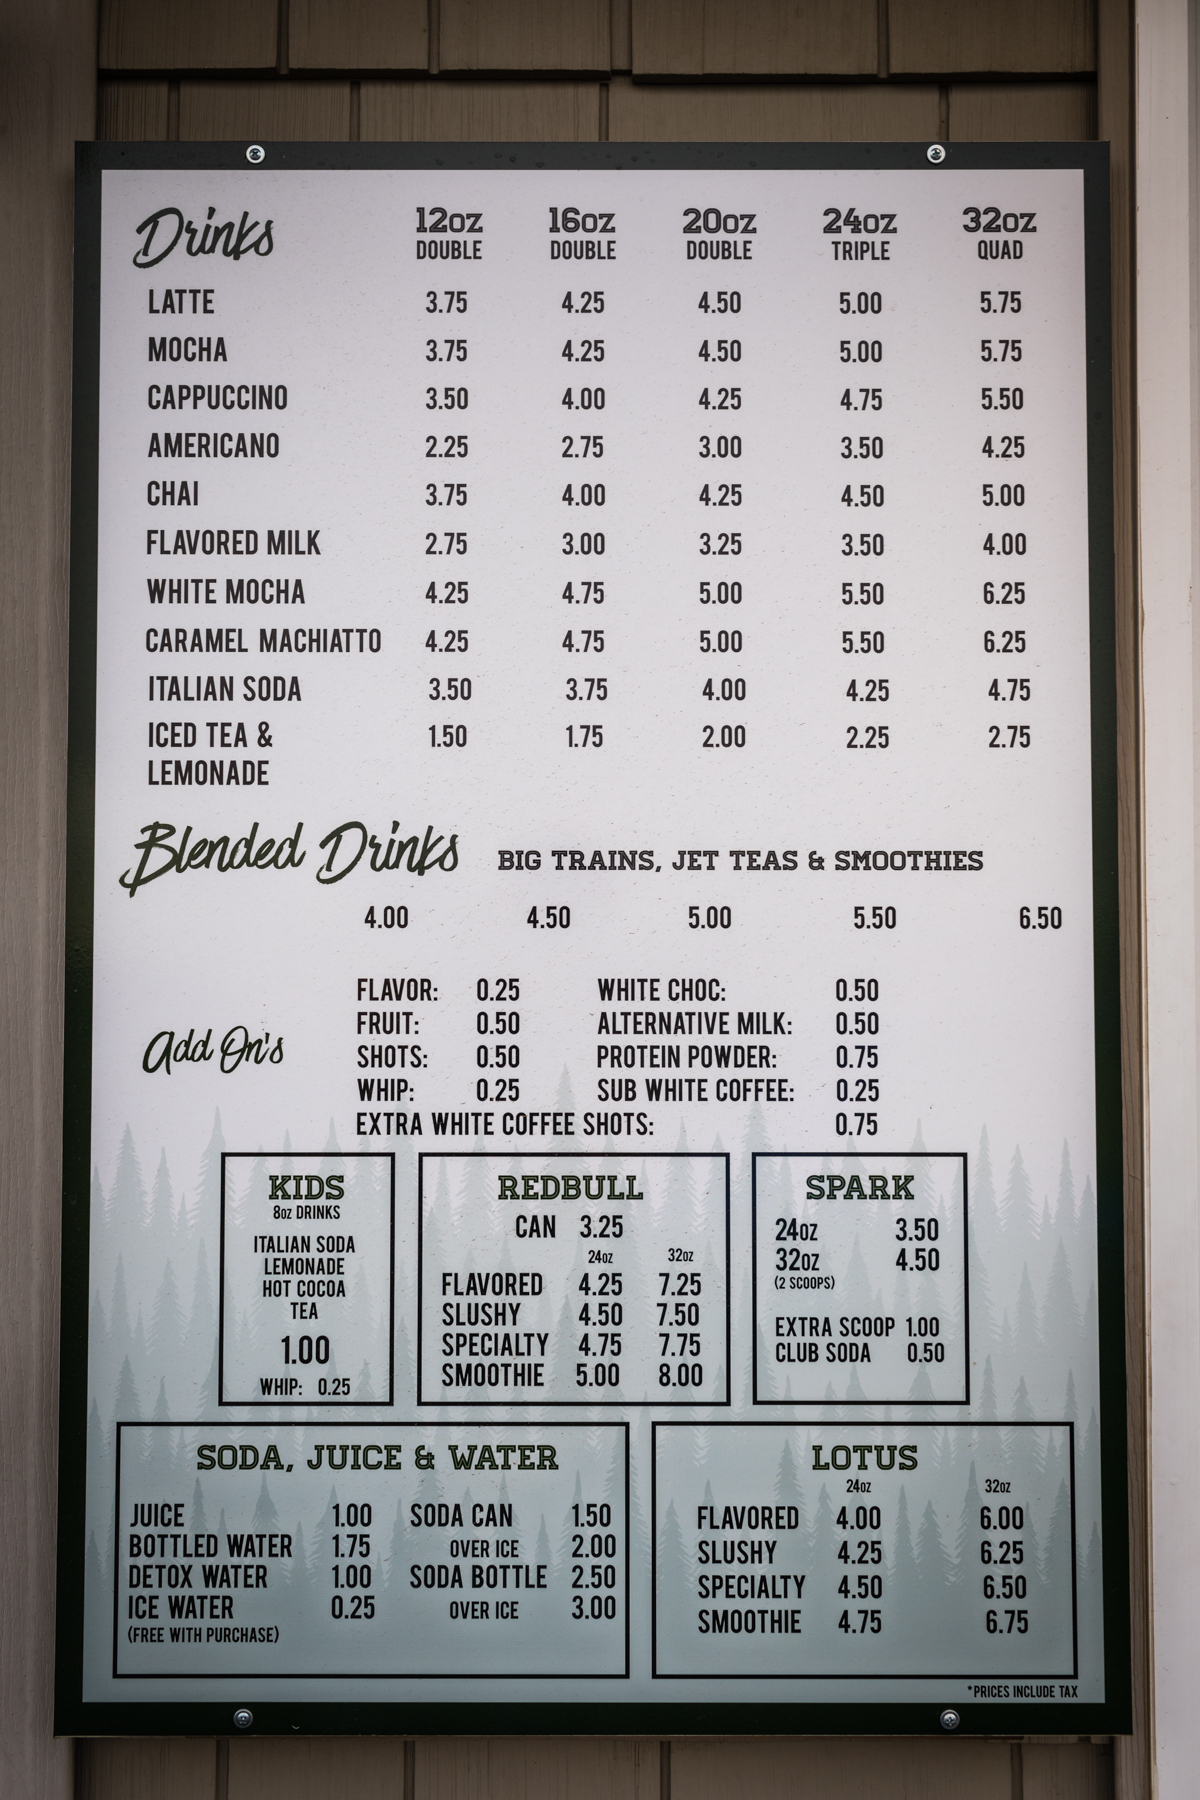 Drinks 12oz 16oz 20oz 24oz 32oz
DOUBLE DOUBLE DOUBLE TRIPLE QUAD
LATTE 3.75 4.25 4.50 5.00 5.75
MOCHA 3.75 4.25 4.50 5.00 5.75
CAPPUCCINO 3.50 4.00 4.25 4.75 5.50
AMERICANO 2.25 2.75 3.00 3.50 4.25
CHAI 3.75 4.00 4.25 4.50 5.00
FLAVORED MILK 2.75 3.00 3.25 3.50 4.00
WHITE MOCHA 4.25 4.75 5.00 5.50 6.25
CARAMEL MACHIATTO 4.25 4.75 5.00 5.50 6.25
ITALIAN SODA 3.50 3.75 4.00 4.25 4.75
ICED TEA & 1.50 1.75 2.00 2.25 2.75
LEMONADE
Blended Drinks BIG TRAINS, JET TEAS & SMOOTHIES
4.00 4.50 5.00 5.50 6.50
Add On's
FLAVOR: 0.25 WHITE CHOC: 0.50
FRUIT: 0.50 ALTERNATIVE MILK: 0.50
SHOTS: 0.50 PROTEIN POWDER: 0.75
WHIP: 0.25 SUB WHITE COFFEE: 0.25
EXTRA WHITE COFFEE SHOTS: 0.75
KIDS
8oz DRINKS
ITALIAN SODA
LEMONADE
HOT COCOA
TEA
1.00
WHIP: 0.25
REDBULL
CAN 3.25
24oz 32oz
FLAVORED 4.25 7.25
SLUSHY 4.50 7.50
SPECIALTY 4.75 7.75
SMOOTHIE 5.00 8.00
SPARK
24oz 3.50
32oz 4.50
(2 SCOOPS)
EXTRA SCOOP 1.00
CLUB SODA 0.50
SODA, JUICE & WATER
JUICE 1.00 SODA CAN 1.50
BOTTLED WATER 1.75 OVER ICE 2.00
DETOX WATER 1.00 SODA BOTTLE 2.50
ICE WATER 0.25 OVER ICE 3.00
(FREE WITH PURCHASE)
LOTUS
24oz 32oz
FLAVORED 4.00 6.00
SLUSHY 4.25 6.25
SPECIALTY 4.50 6.50
SMOOTHIE 4.75 6.75
*PRICES INCLUDE TAX